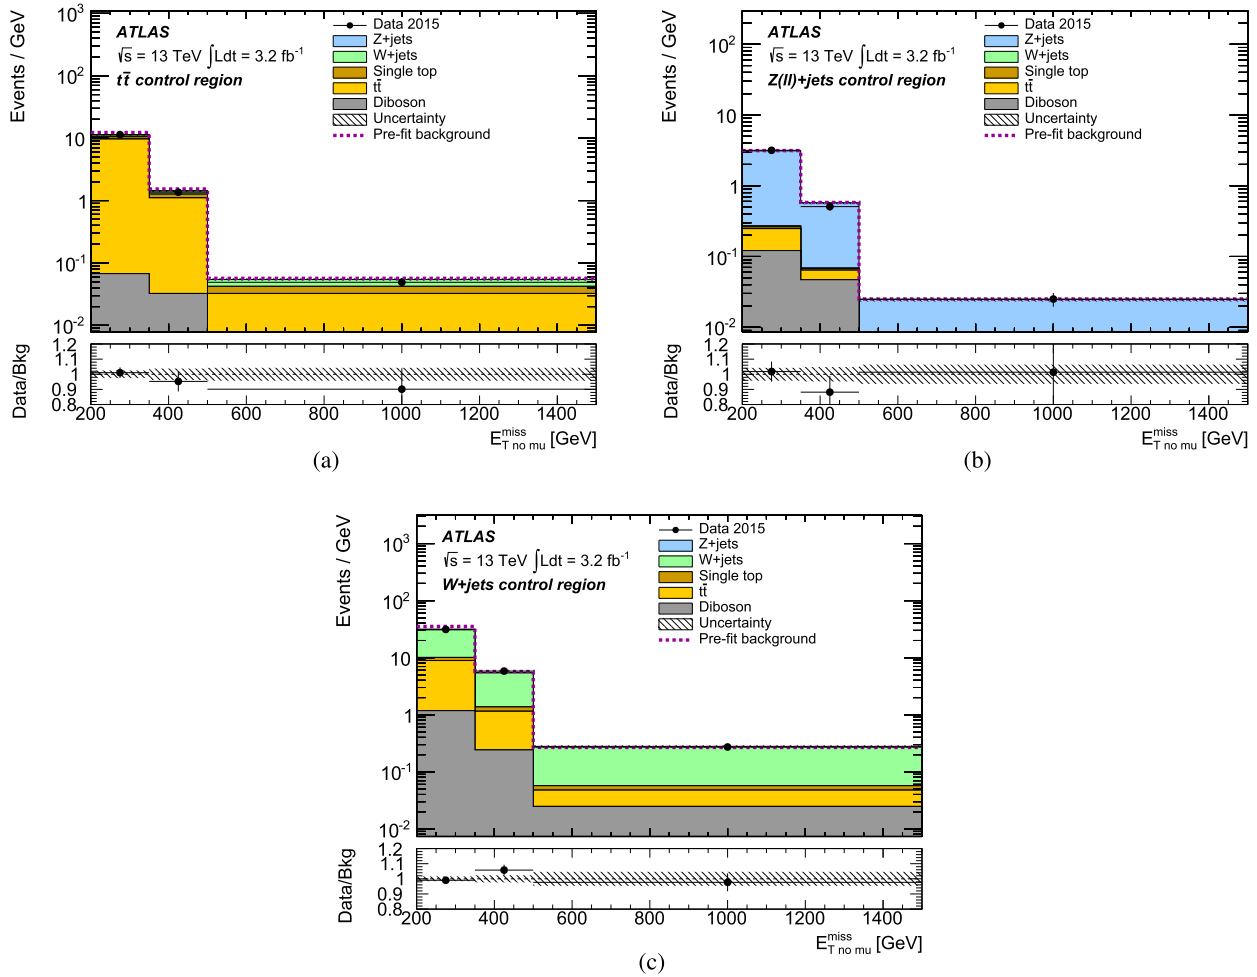 ATLAS
√s = 13 TeV ∫Ldt = 3.2 fb⁻¹
tt̄ control region
Data 2015
Z+jets
W+jets
Single top
tt̄
Diboson
Uncertainty
Pre-fit background
Events / GeV
10³
10²
10
1
10⁻¹
10⁻²
Data/Bkg
1.2
1.1
1
0.9
0.8
200 400 600 800 1000 1200 1400
E_T no mu^miss [GeV]
(a)
ATLAS
√s = 13 TeV ∫Ldt = 3.2 fb⁻¹
Z(ll)+jets control region
Data 2015
Z+jets
W+jets
Single top
tt̄
Diboson
Uncertainty
Pre-fit background
Events / GeV
10²
10
1
10⁻¹
10⁻²
Data/Bkg
1.2
1.1
1
0.9
0.8
200 400 600 800 1000 1200 1400
E_T no mu^miss [GeV]
(b)
ATLAS
√s = 13 TeV ∫Ldt = 3.2 fb⁻¹
W+jets control region
Data 2015
Z+jets
W+jets
Single top
tt̄
Diboson
Uncertainty
Pre-fit background
Events / GeV
10³
10²
10
1
10⁻¹
10⁻²
Data/Bkg
1.2
1.1
1
0.9
0.8
200 400 600 800 1000 1200 1400
E_T no mu^miss [GeV]
(c)